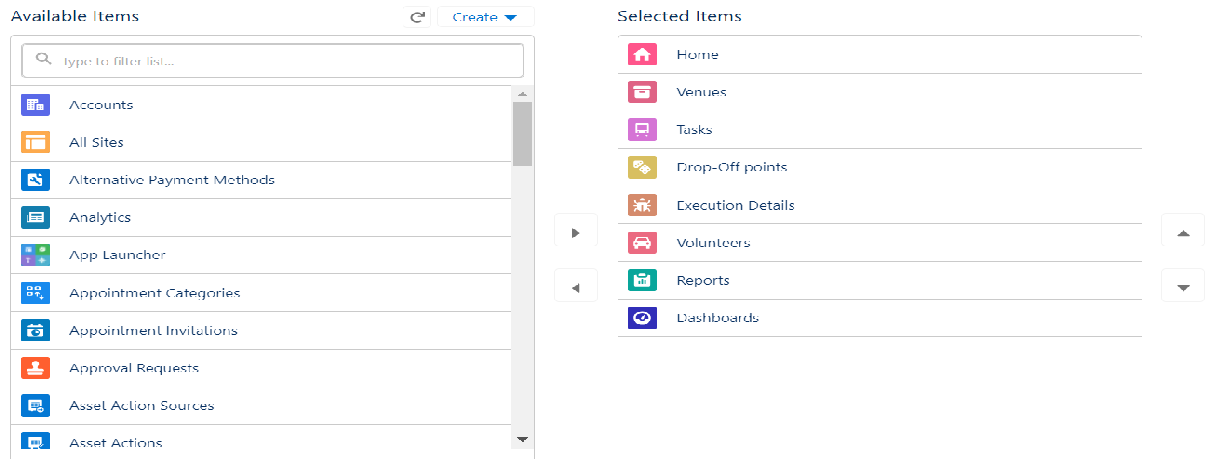 Available Items
Create
Type to filter list...
Accounts
All Sites
Alternative Payment Methods
Analytics
App Launcher
Appointment Categories
Appointment Invitations
Approval Requests
Asset Action Sources
Asset Actions
Selected Items
Home
Venues
Tasks
Drop-Off points
Execution Details
Volunteers
Reports
Dashboards